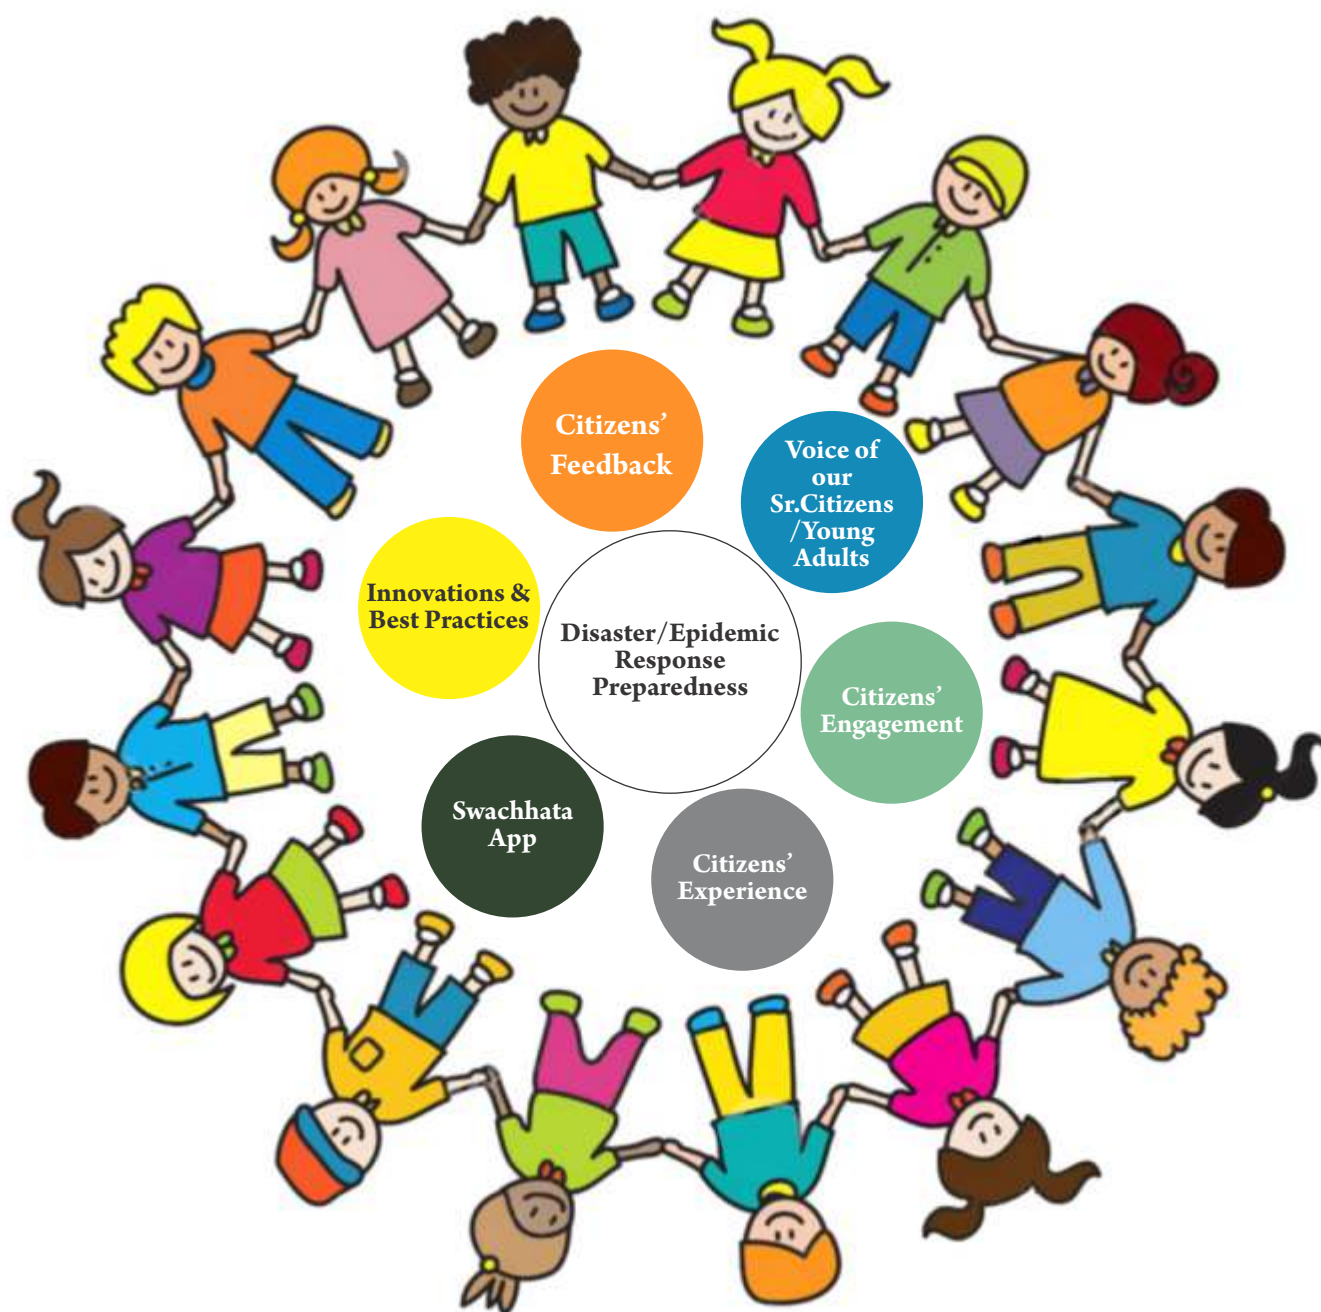 Citizens’
Feedback
Voice of
our
Sr.Citizens
/Young
Adults
Innovations &
Best Practices
Disaster/Epidemic
Response
Preparedness
Citizens’
Engagement
Swachhata
App
Citizens’
Experience